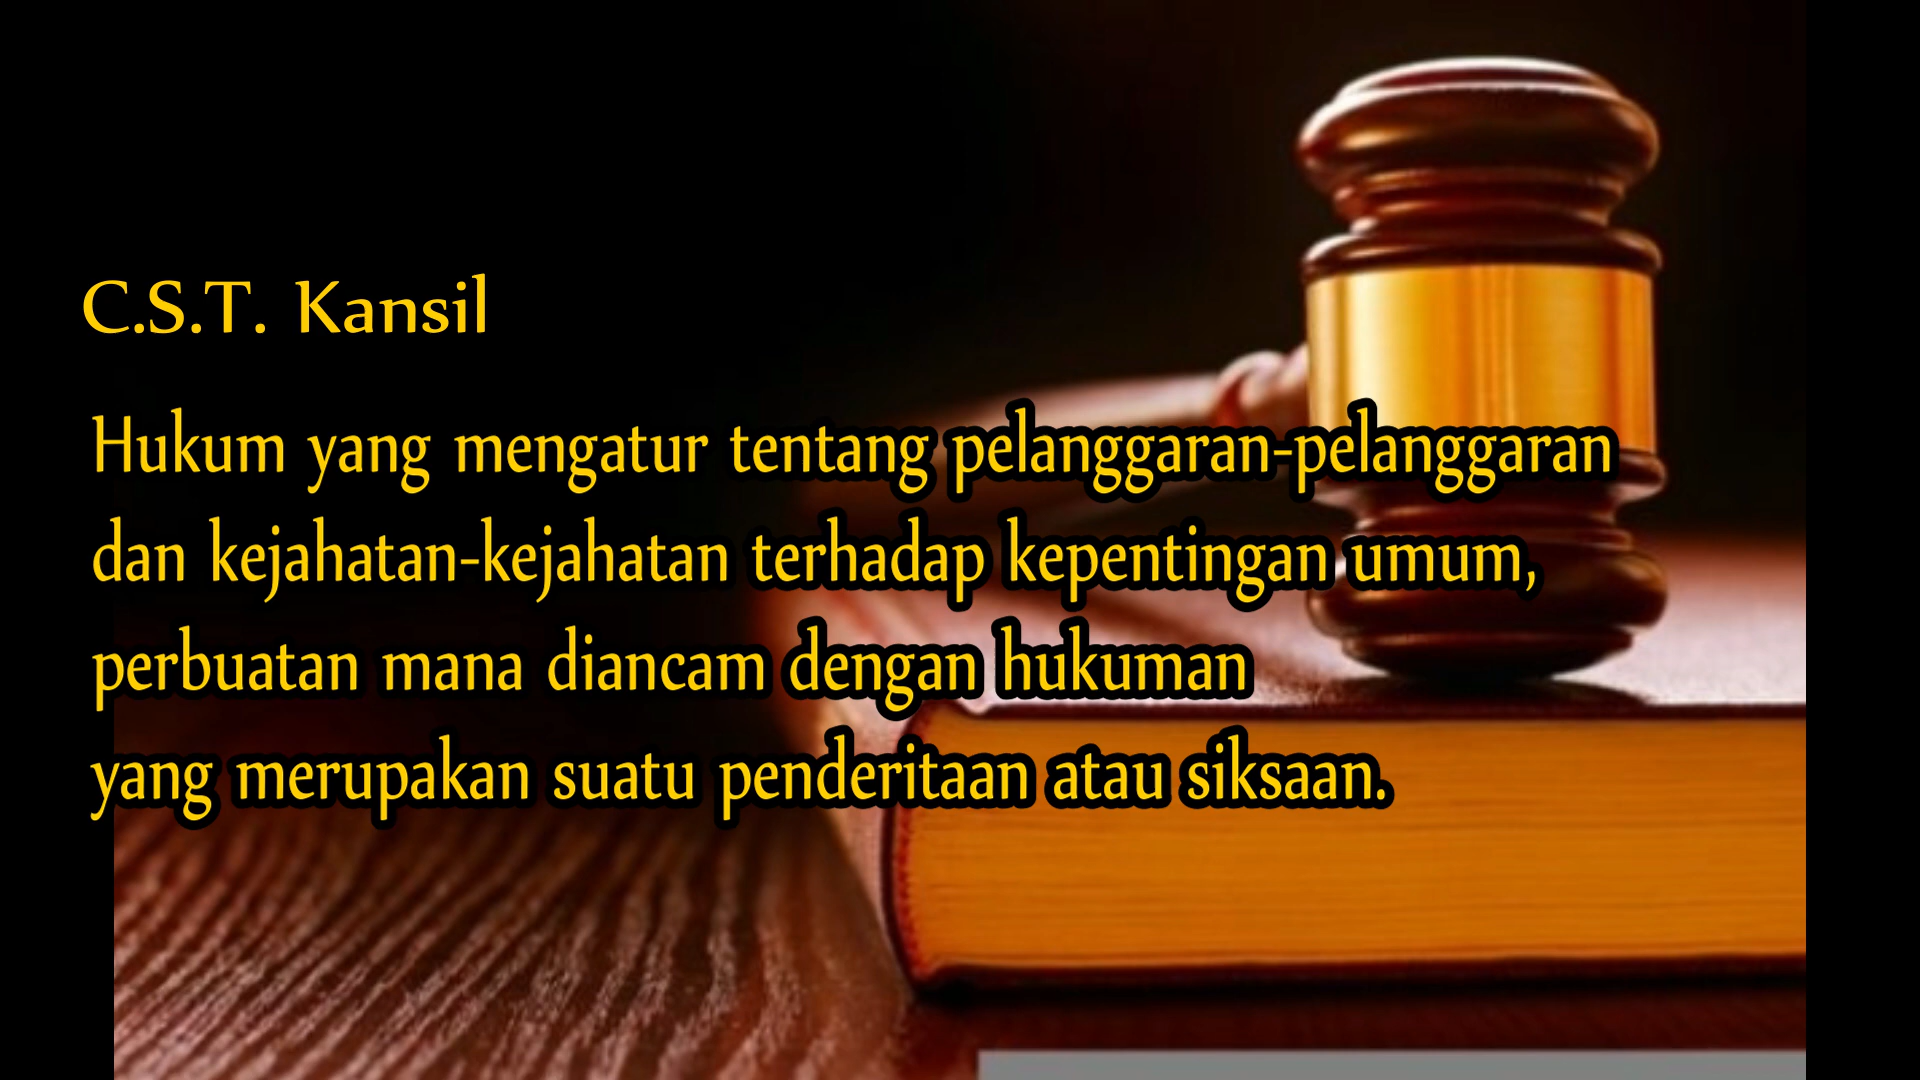 C.S.T. Kansil
Hukum yang mengatur tentang pelanggaran-pelanggaran
dan kejahatan-kejahatan terhadap kepentingan umum,
perbuatan mana diancam dengan hukuman
yang merupakan suatu penderitaan atau siksaan.